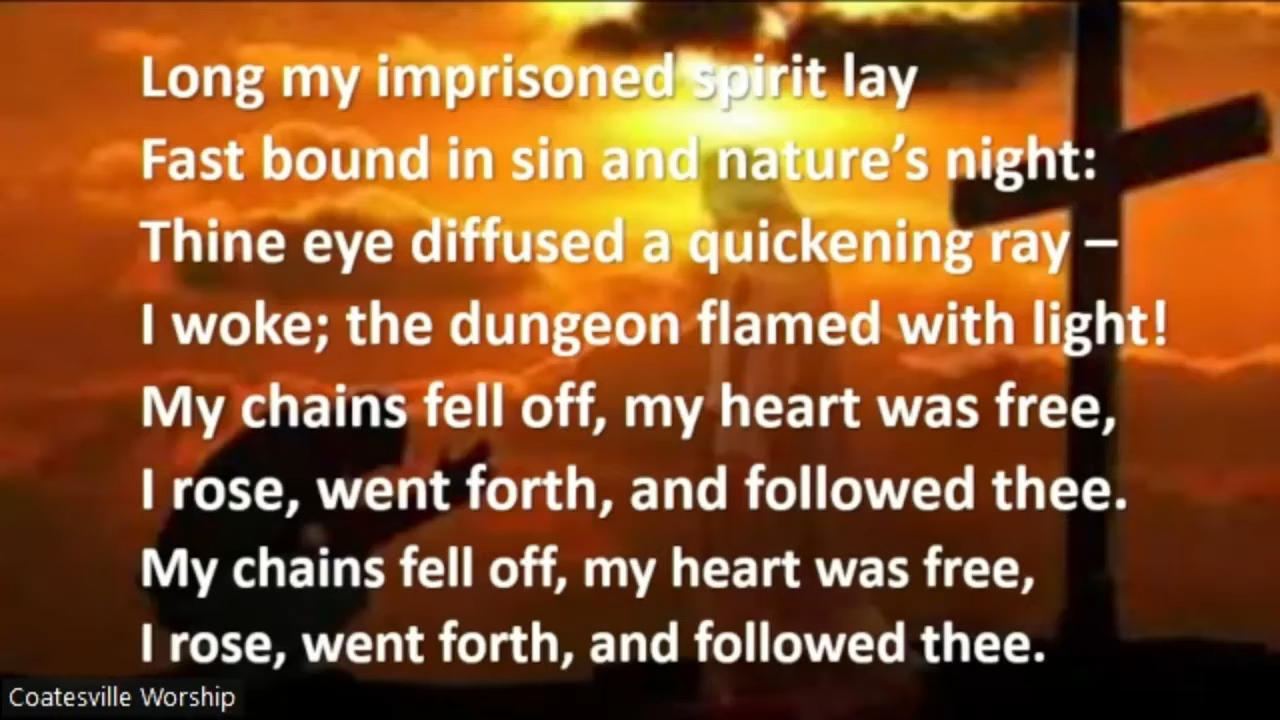 Long my imprisoned spirit lay
Fast bound in sin and nature’s night:
Thine eye diffused a quickening ray –
I woke; the dungeon flamed with light!
My chains fell off, my heart was free,
I rose, went forth, and followed thee.
My chains fell off, my heart was free,
I rose, went forth, and followed thee.
Coatesville Worship